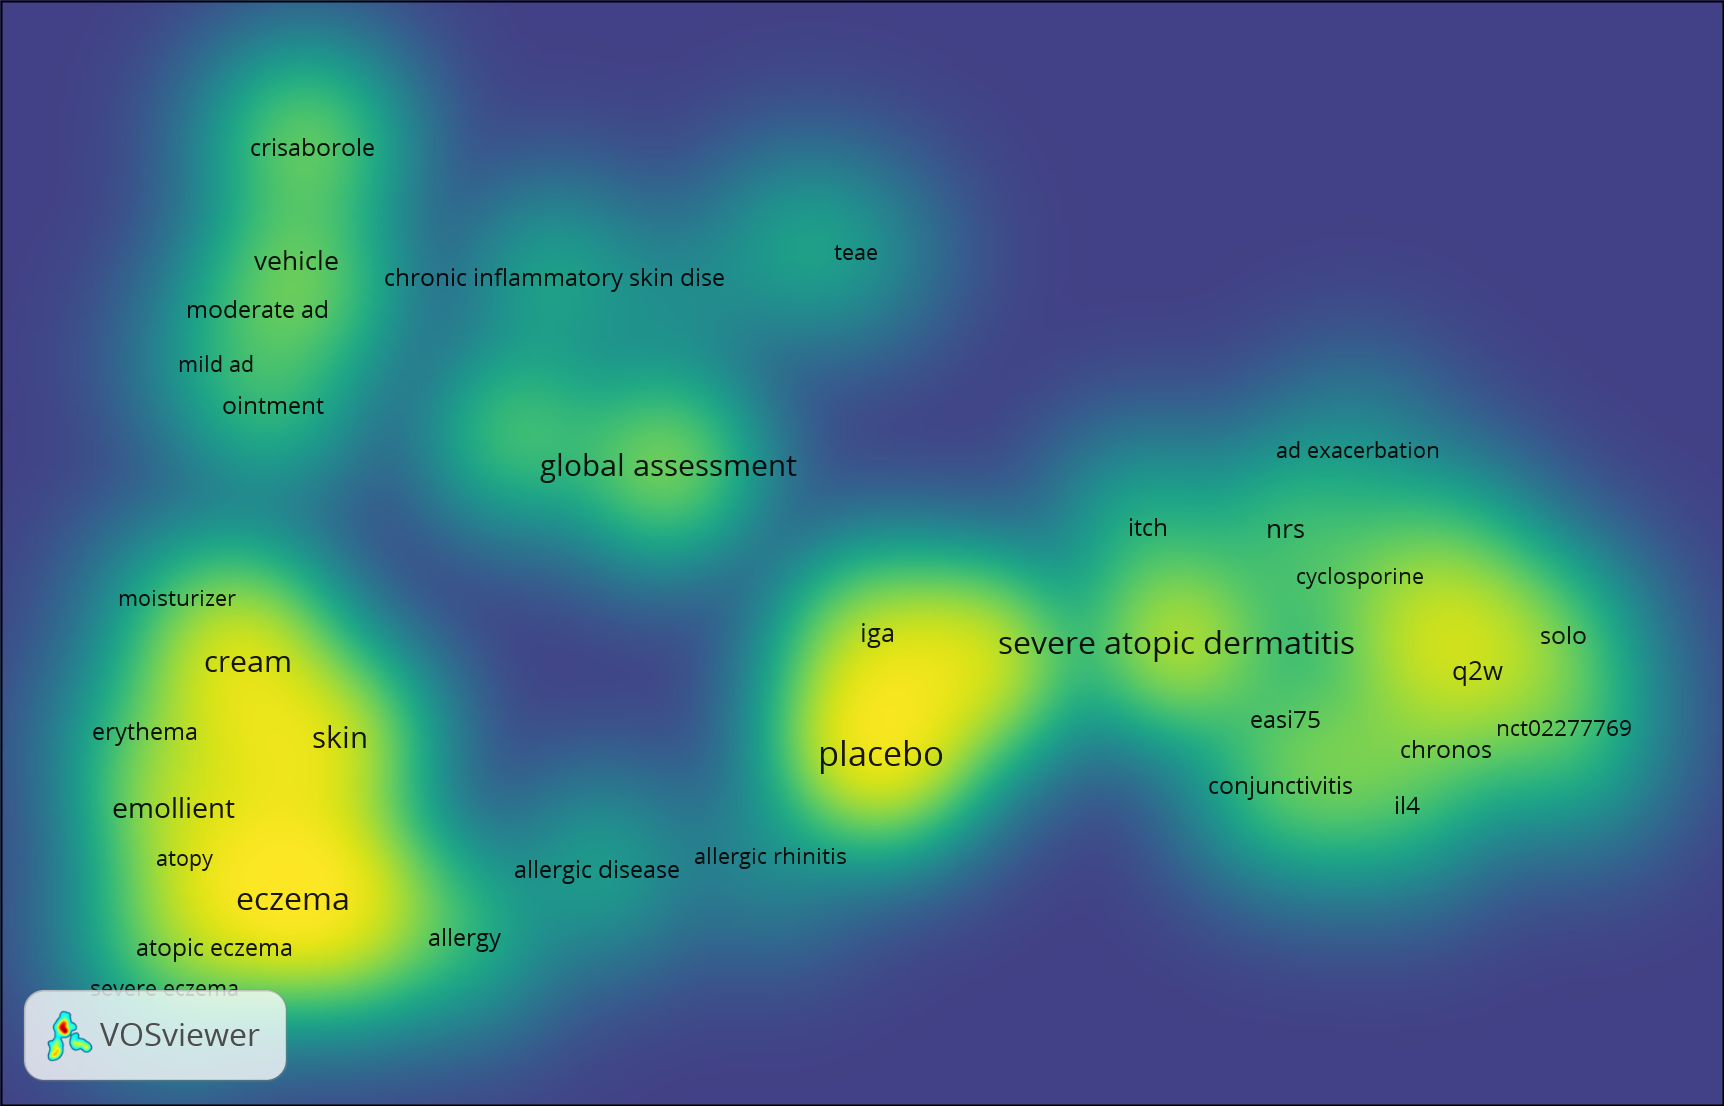 crisaborole
vehicle
teae
chronic inflammatory skin dise
moderate ad
mild ad
ointment
global assessment
ad exacerbation
itch
nrs
cyclosporine
moisturizer
iga
severe atopic dermatitis
solo
cream
q2w
easi75
nct02277769
erythema
skin
chronos
placebo
conjunctivitis
il4
emollient
atopy
allergic rhinitis
allergic disease
eczema
allergy
atopic eczema
severe eczema
VOSviewer